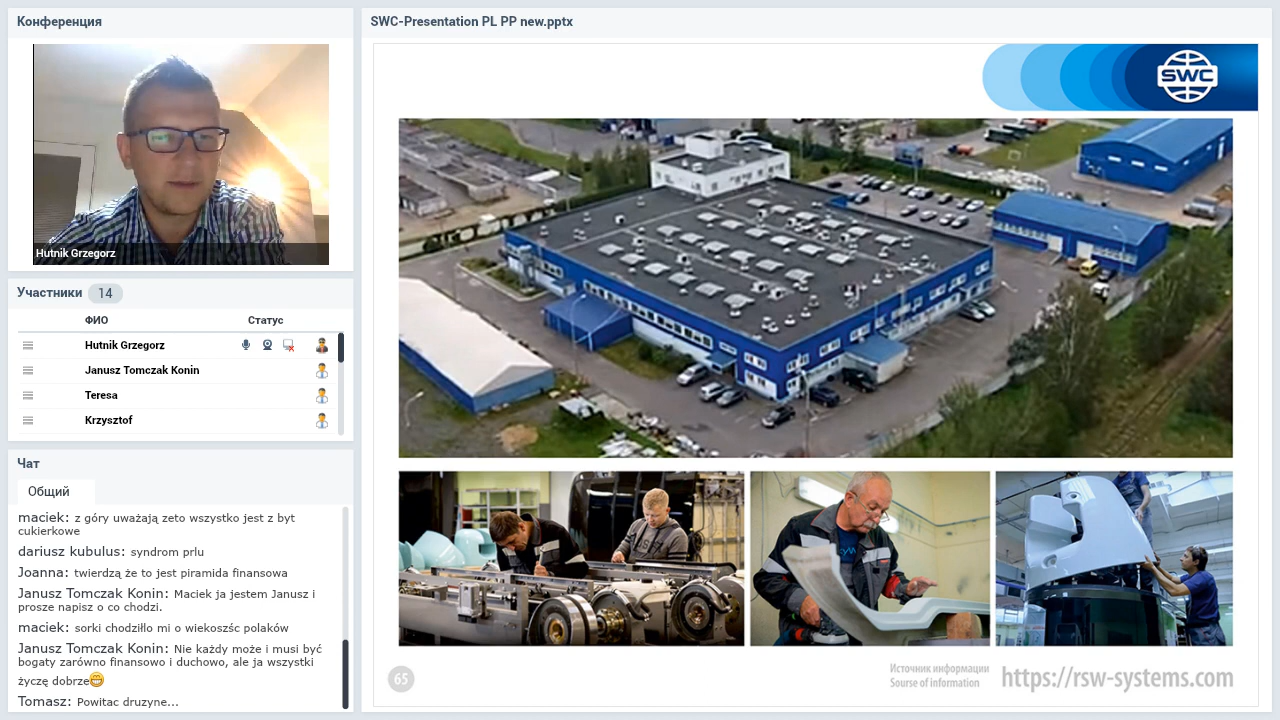 Конференция
Hutnik Grzegorz
Участники 14
ФИО Статус
Hutnik Grzegorz
Janusz Tomczak Konin
Teresa
Krzysztof
Чат
Общий
maciek: z góry uważają zeto wszystko jest z byt
cukierkowe
dariusz kubulus: syndrom prlu
Joanna: twierdzą że to jest piramida finansowa
Janusz Tomczak Konin: Maciek ja jestem Janusz i
prosze napisz o co chodzi.
maciek: sorki chodziłło mi o wiekoszśc polaków
Janusz Tomczak Konin: Nie każdy może i musi być
bogaty zarówno finansowo i duchowo, ale ja wszystki
życzę dobrze
Tomasz: Powitac druzyne...
SWC-Presentation PL PP new.pptx
SWC
65
Источник информации
Sourse of information
https://rsw-systems.com